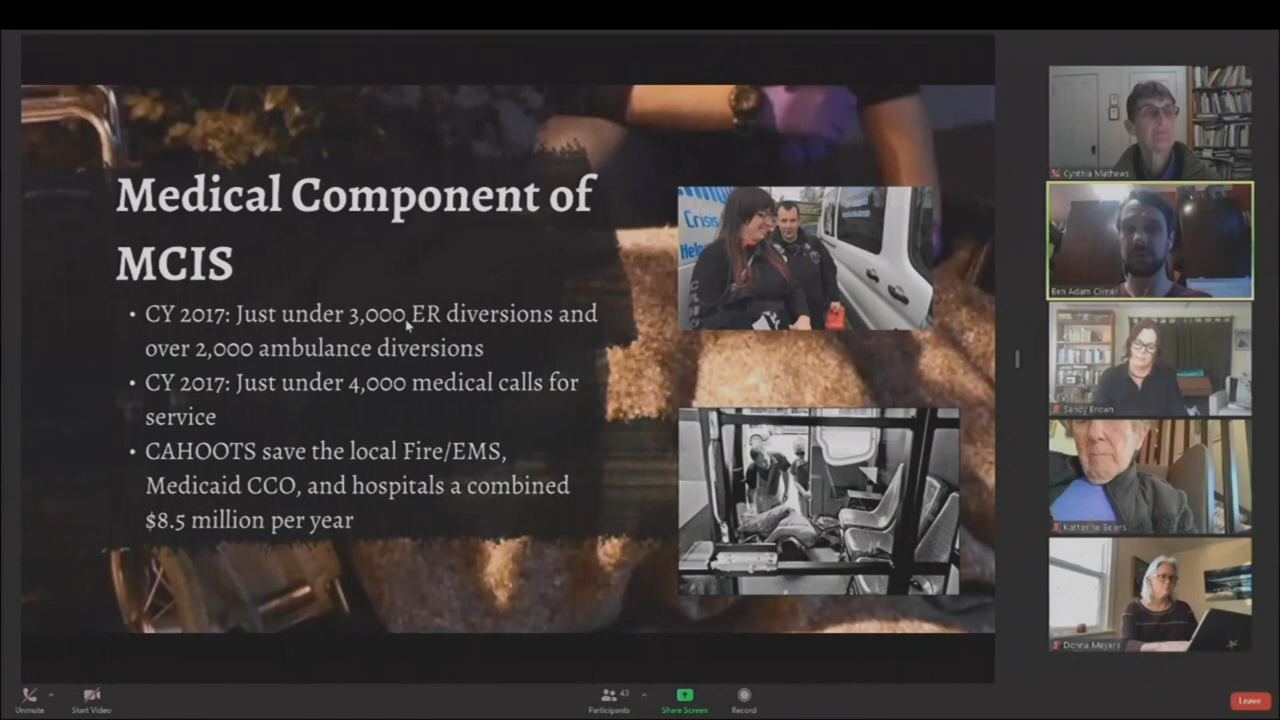 Medical Component of
MCIS
• CY 2017: Just under 3,000 ER diversions and
over 2,000 ambulance diversions
• CY 2017: Just under 4,000 medical calls for
service
• CAHOOTS save the local Fire/EMS,
Medicaid CCO, and hospitals a combined
$8.5 million per year
Crisis
Cynthia Mathews
Ben Adam Climer
Sandy Brown
Katherine Beiers
Donna Meyers
Unmute
Start Video
Participants
43
Share Screen
Record
Leave